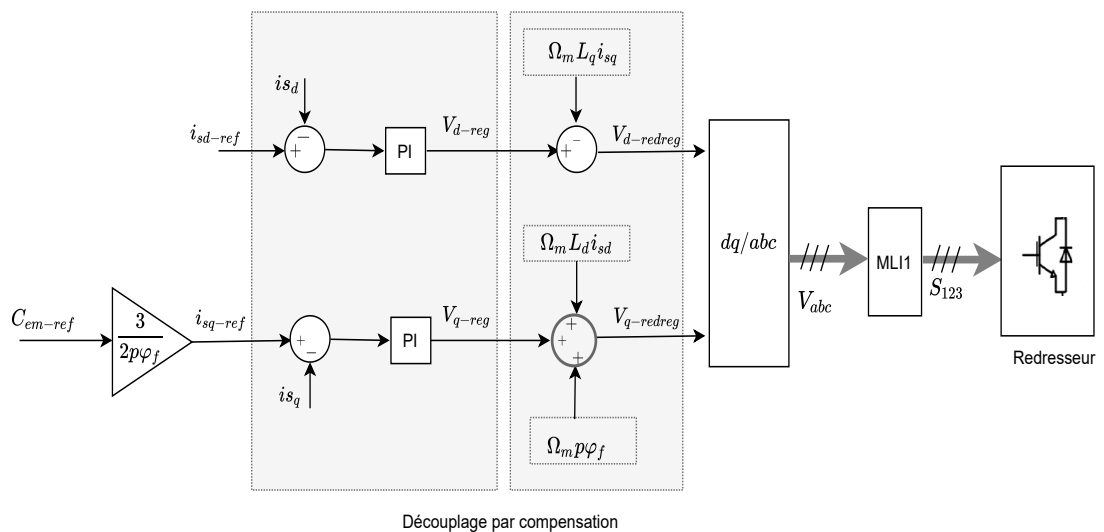 Ω_m L_q i_sq
is_d
−
+
i_sd−ref
PI
V_d−reg
+
-
V_d−redreg
Ω_m L_d i_sd
dq/abc
MLI1
V_abc
S_123
Redresseur
C_em−ref
3
2pφ_f
i_sq−ref
+
−
is_q
PI
V_q−reg
+
+
+
V_q−redreg
Ω_m pφ_f
Découplage par compensation